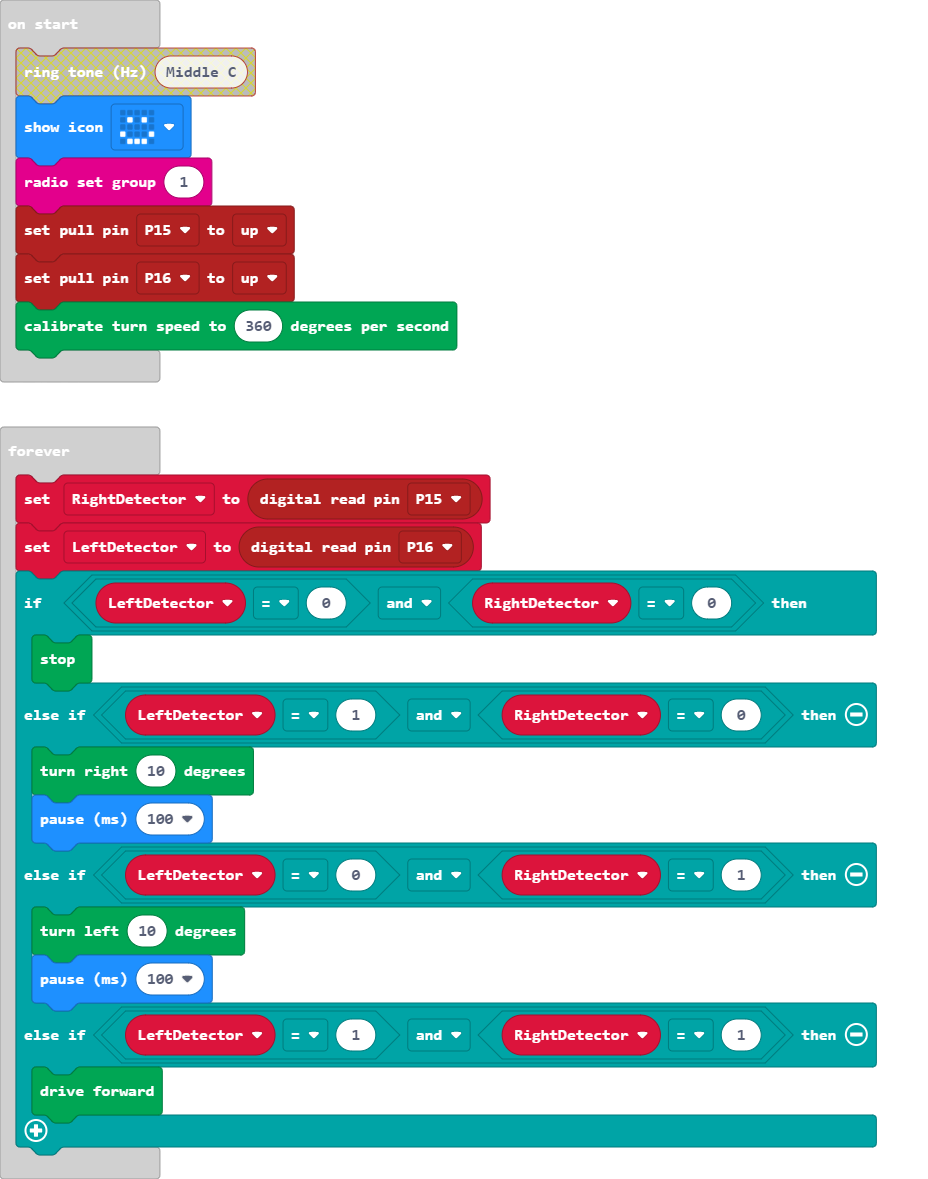 on start
ring tone (Hz) Middle C
show icon
radio set group 1
set pull pin P15 to up
set pull pin P16 to up
calibrate turn speed to 360 degrees per second
forever
set RightDetector to digital read pin P15
set LeftDetector to digital read pin P16
if LeftDetector = 0 and RightDetector = 0 then
stop
else if LeftDetector = 1 and RightDetector = 0 then
turn right 10 degrees
pause (ms) 100
else if LeftDetector = 0 and RightDetector = 1 then
turn left 10 degrees
pause (ms) 100
else if LeftDetector = 1 and RightDetector = 1 then
drive forward